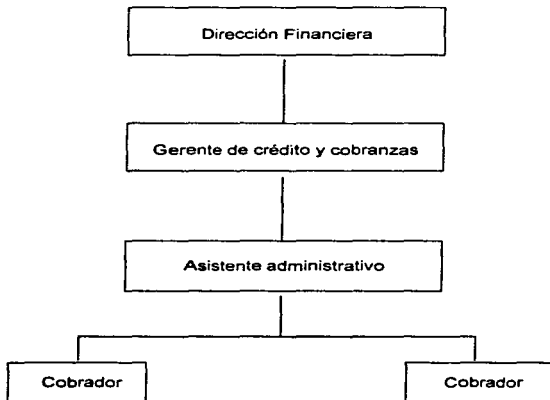 Dirección Financiera
Gerente de crédito y cobranzas
Asistente administrativo
Cobrador
Cobrador